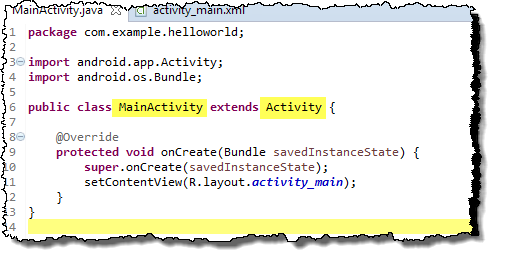 MainActivity.java activity_main.xml
1 package com.example.helloworld;
2
3 import android.app.Activity;
4 import android.os.Bundle;
5
6 public class MainActivity extends Activity {
7
8 @Override
9 protected void onCreate(Bundle savedInstanceState) {
10 super.onCreate(savedInstanceState);
11 setContentView(R.layout.activity_main);
12 }
13 }
14